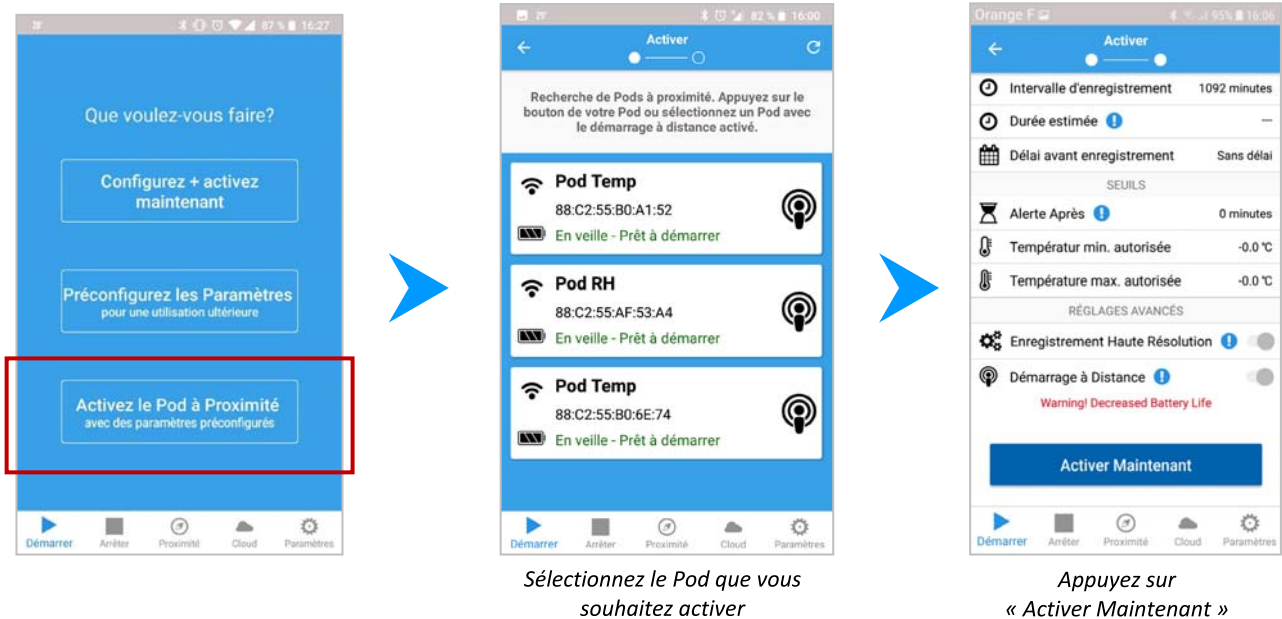 87 % 16:27
Que voulez-vous faire?
Configurez + activez
maintenant
Préconfigurez les Paramètres
pour une utilisation ultérieure
Activez le Pod à Proximité
avec des paramètres préconfigurés
Démarrer Arrêter Proximité Cloud Paramètres
82 % 16:00
Activer
Recherche de Pods à proximité. Appuyez sur le
bouton de votre Pod ou sélectionnez un Pod avec
le démarrage à distance activé.
Pod Temp
88:C2:55:B0:A1:52
En veille - Prêt à démarrer
Pod RH
88:C2:55:AF:53:A4
En veille - Prêt à démarrer
Pod Temp
88:C2:55:B0:6E:74
En veille - Prêt à démarrer
Démarrer Arrêter Proximité Cloud Paramètres
Sélectionnez le Pod que vous
souhaitez activer
Orange F 95% 16:06
Activer
Intervalle d'enregistrement 1092 minutes
Durée estimée ---
Délai avant enregistrement Sans délai
SEUILS
Alerte Après 0 minutes
Températur min. autorisée -0.0 °C
Température max. autorisée -0.0 °C
RÉGLAGES AVANCÉS
Enregistrement Haute Résolution
Démarrage à Distance
Warning! Decreased Battery Life
Activer Maintenant
Démarrer Arrêter Proximité Cloud Paramètres
Appuyez sur
« Activer Maintenant »